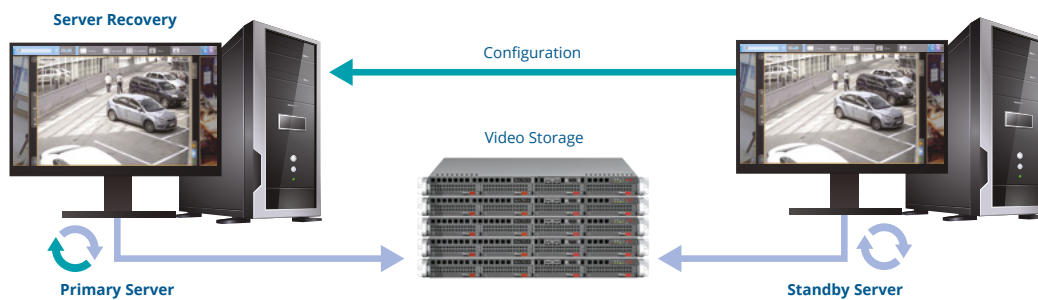 Server Recovery
Configuration
Video Storage
Primary Server
Standby Server